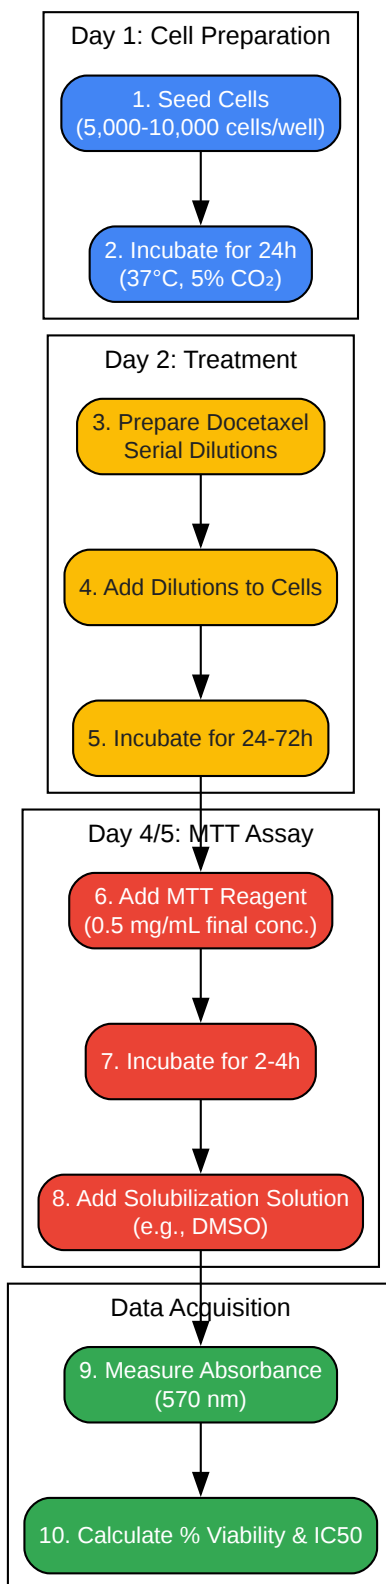 Day 1: Cell Preparation
1. Seed Cells
(5,000-10,000 cells/well)
2. Incubate for 24h
(37°C, 5% CO₂)
Day 2: Treatment
3. Prepare Docetaxel
Serial Dilutions
4. Add Dilutions to Cells
5. Incubate for 24-72h
Day 4/5: MTT Assay
6. Add MTT Reagent
(0.5 mg/mL final conc.)
7. Incubate for 2-4h
8. Add Solubilization Solution
(e.g., DMSO)
Data Acquisition
9. Measure Absorbance
(570 nm)
10. Calculate % Viability & IC50